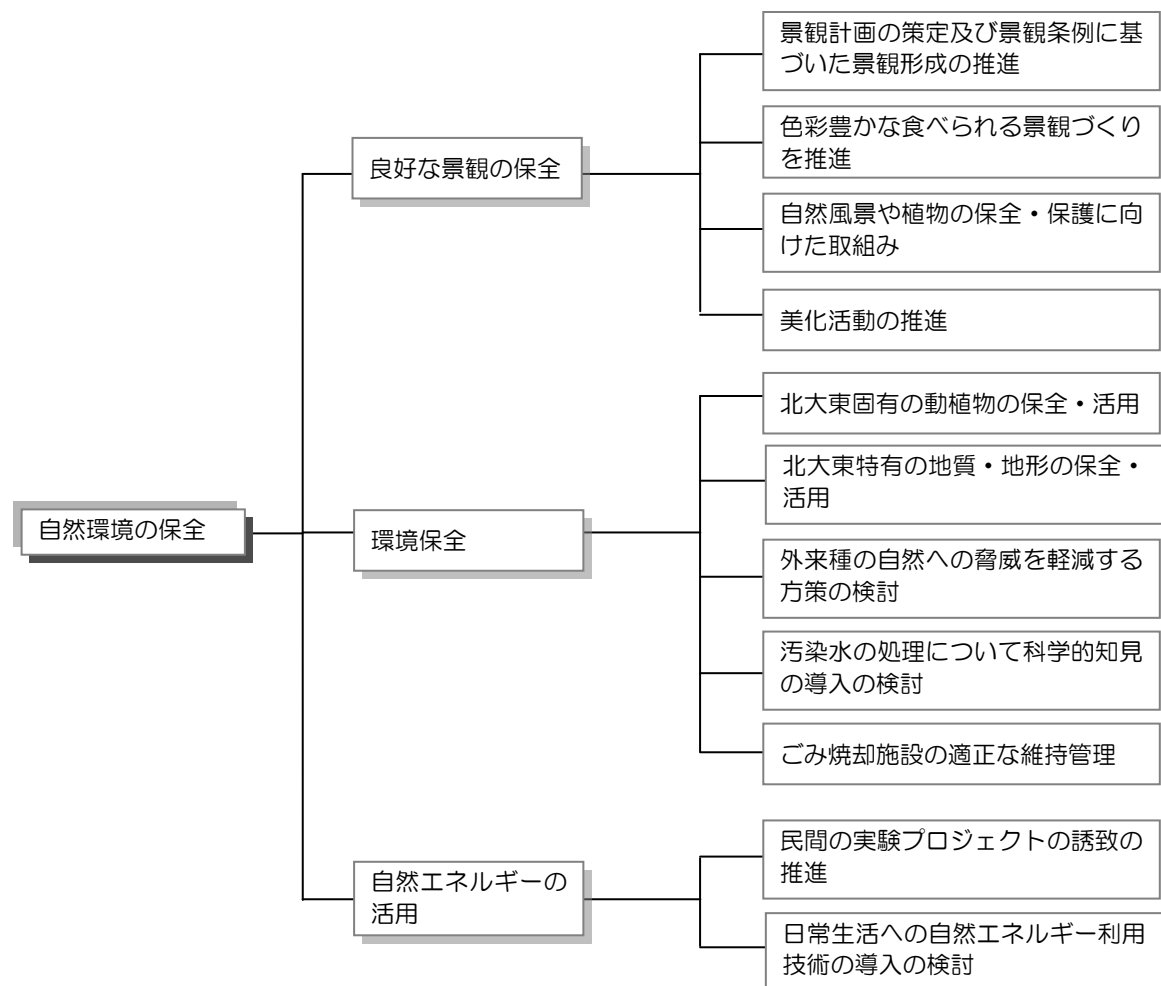 自然環境の保全
良好な景観の保全
景観計画の策定及び景観条例に基
づいた景観形成の推進
色彩豊かな食べられる景観づくり
を推進
自然風景や植物の保全・保護に向
けた取組み
美化活動の推進
環境保全
北大東固有の動植物の保全・活用
北大東特有の地質・地形の保全・
活用
外来種の自然への脅威を軽減する
方策の検討
汚染水の処理について科学的知見
の導入の検討
ごみ焼却施設の適正な維持管理
自然エネルギーの
活用
民間の実験プロジェクトの誘致の
推進
日常生活への自然エネルギー利用
技術の導入の検討